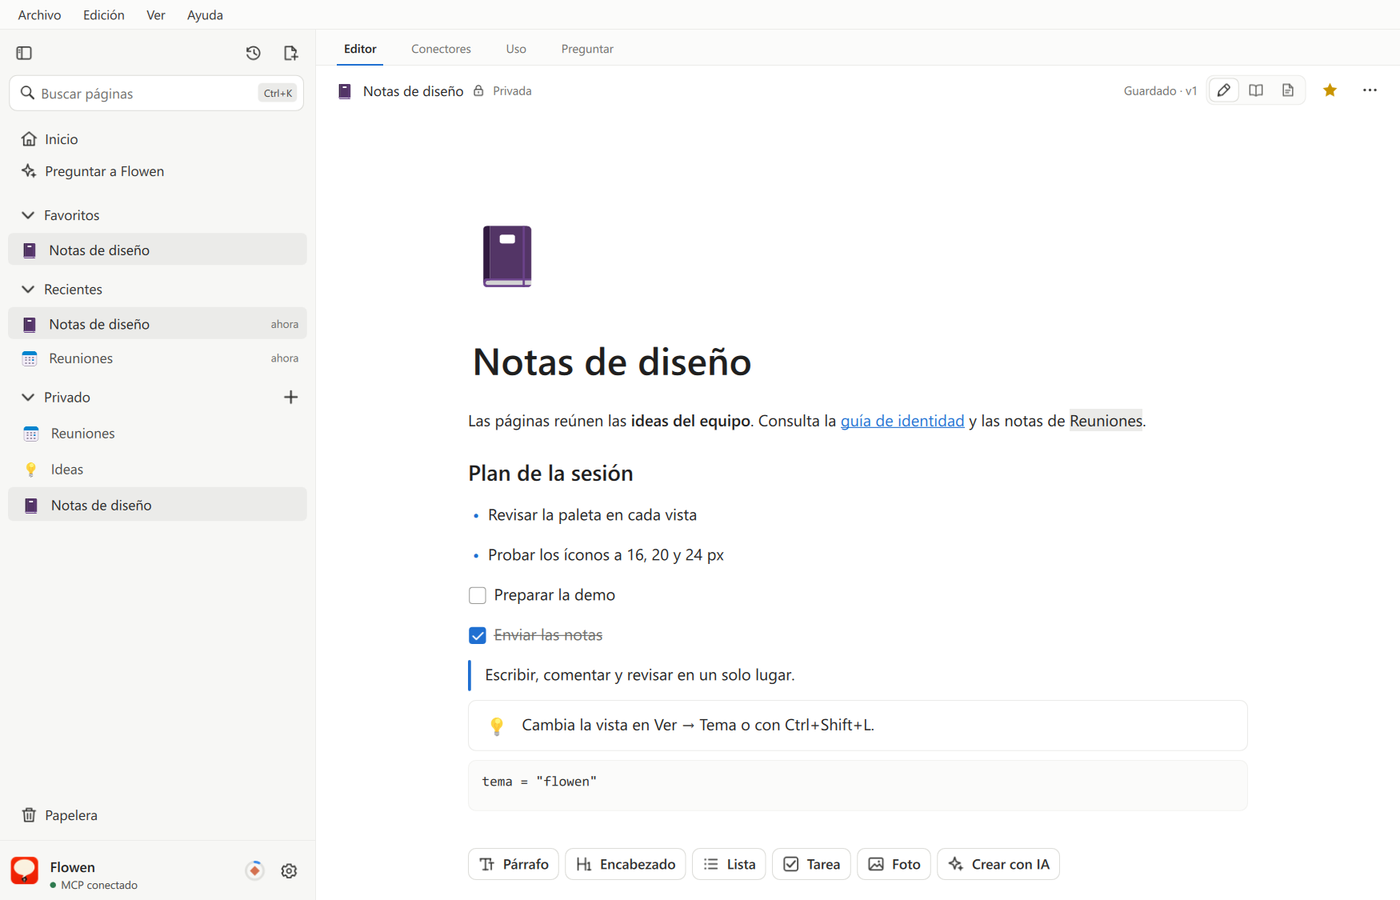 Archivo Edición Ver Ayuda
Buscar páginas Ctrl+K
Inicio
Preguntar a Flowen
Favoritos
Notas de diseño
Recientes
Notas de diseño ahora
Reuniones ahora
Privado
Reuniones
Ideas
Notas de diseño
Papelera
Flowen
MCP conectado
Editor Conectores Uso Preguntar
Notas de diseño Privada Guardado · v1
Notas de diseño
Las páginas reúnen las ideas del equipo. Consulta la guía de identidad y las notas de Reuniones.
Plan de la sesión
• Revisar la paleta en cada vista
• Probar los íconos a 16, 20 y 24 px
Preparar la demo
Enviar las notas
Escribir, comentar y revisar en un solo lugar.
Cambia la vista en Ver → Tema o con Ctrl+Shift+L.
tema = "flowen"
Párrafo Encabezado Lista Tarea Foto Crear con IA